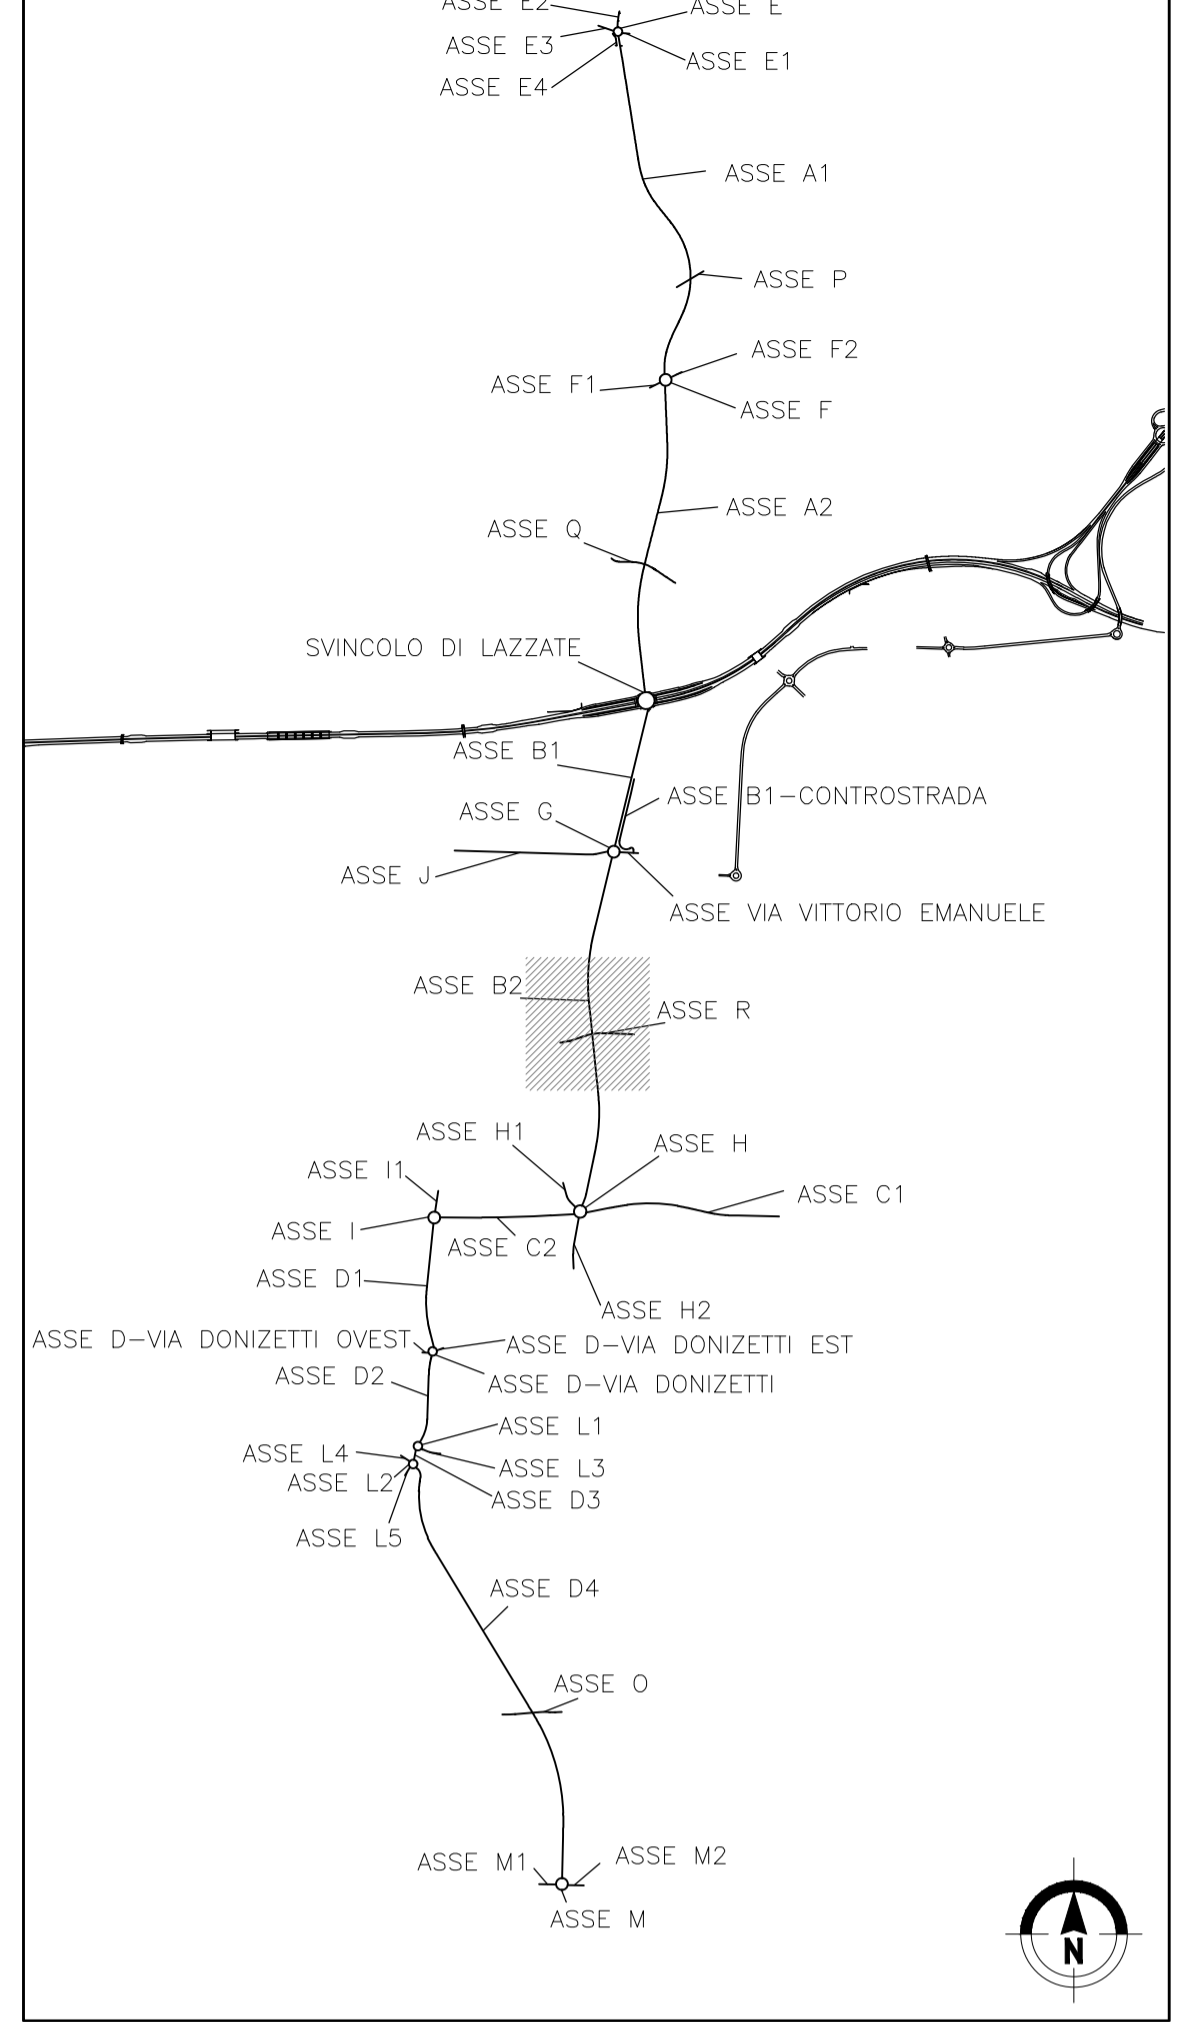 ASSE E2
ASSE E
ASSE E3
ASSE E1
ASSE E4
ASSE A1
ASSE P
ASSE F2
ASSE F1
ASSE F
ASSE A2
ASSE Q
SVINCOLO DI LAZZATE
ASSE B1
ASSE B1-CONTROSTRADA
ASSE G
ASSE J
ASSE VIA VITTORIO EMANUELE
ASSE B2
ASSE R
ASSE H1
ASSE H
ASSE I1
ASSE C1
ASSE I
ASSE C2
ASSE D1
ASSE H2
ASSE D-VIA DONIZETTI OVEST
ASSE D-VIA DONIZETTI EST
ASSE D2
ASSE D-VIA DONIZETTI
ASSE L1
ASSE L4
ASSE L3
ASSE L2
ASSE D3
ASSE L5
ASSE D4
ASSE O
ASSE M1
ASSE M2
ASSE M
N